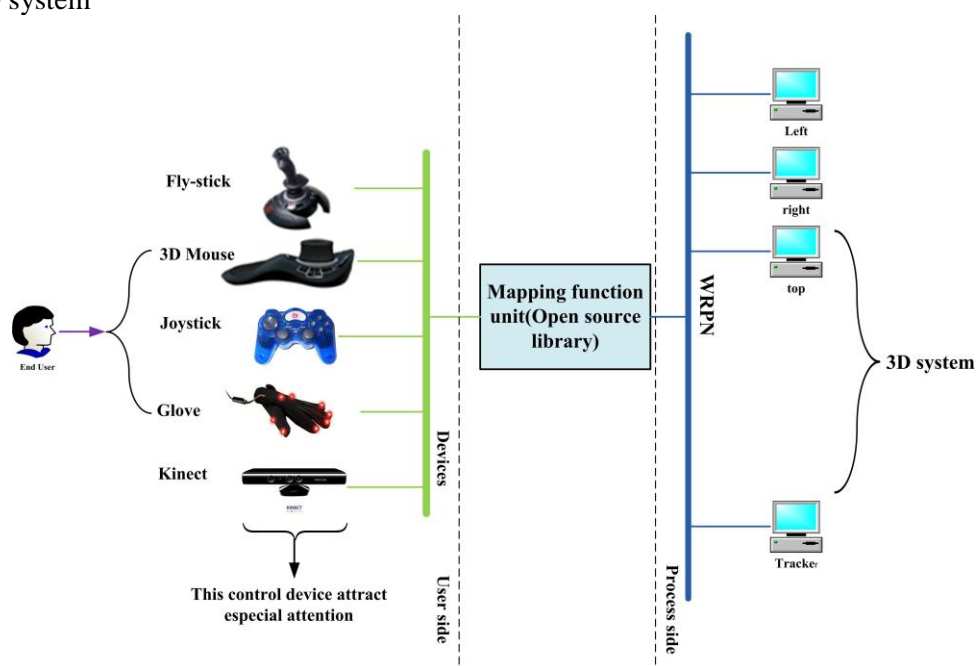 system
Fly-stick
3D Mouse
Joystick
Glove
Kinect
KINECT
End User
This control device attract
especial attention
Devices
User side
Mapping function
unit(Open source
library)
Process side
WRPN
Left
right
top
Tracker
3D system